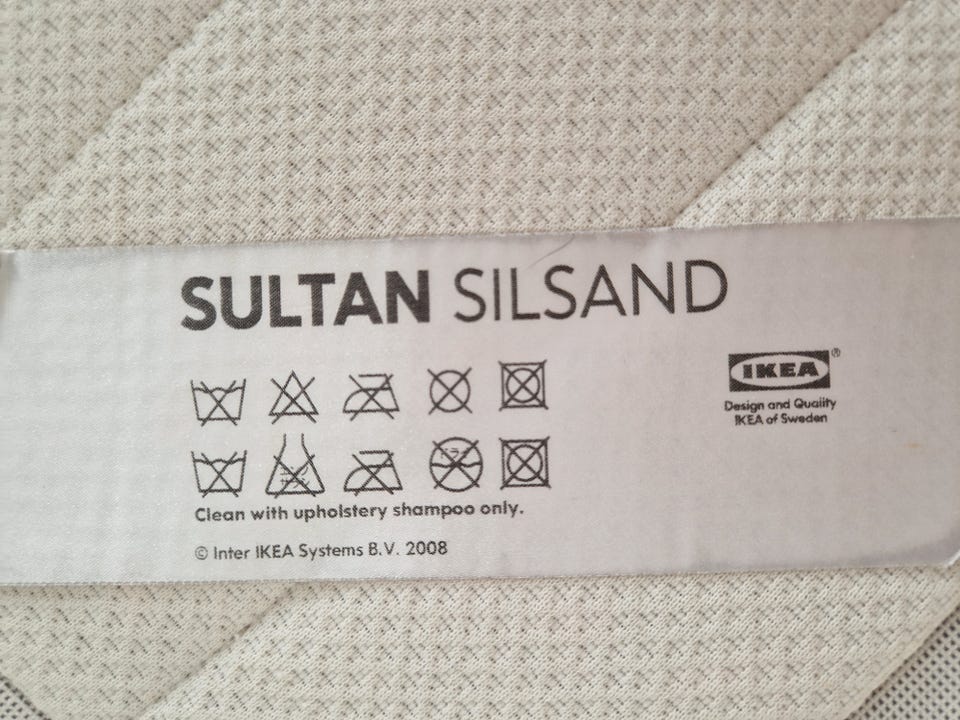 SULTAN SILSAND
IKEA®
Design and Quality
IKEA of Sweden
Clean with upholstery shampoo only.
© Inter IKEA Systems B.V. 2008